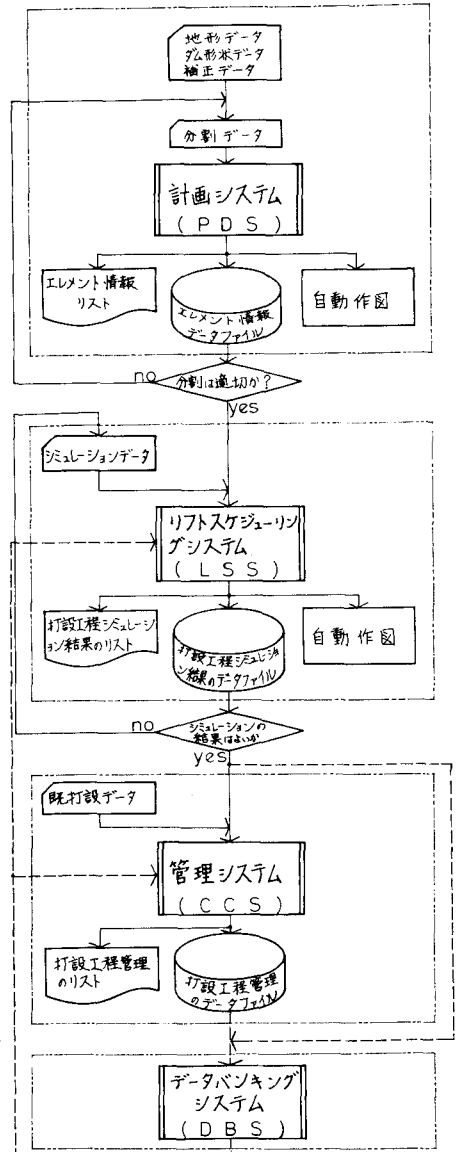 地形データ
ダム形状データ
補正データ
分割データ
計画システム
(PDS)
エレメント情報
リスト
エレメント情報
データファイル
自動作図
no
分割は適切か?
yes
シミュレーションデータ
リフトスケジューリン
グシステム
(LSS)
打設工程シミュレーシ
ョン結果のリスト
打設工程シミュレーショ
ン結果のデータファイル
自動作図
no
シミュレーションの
結果はよいか
yes
既打設データ
管理システム
(CCS)
打設工程管理
のリスト
打設工程管理
のデータファイル
データバンキング
システム
(DBS)